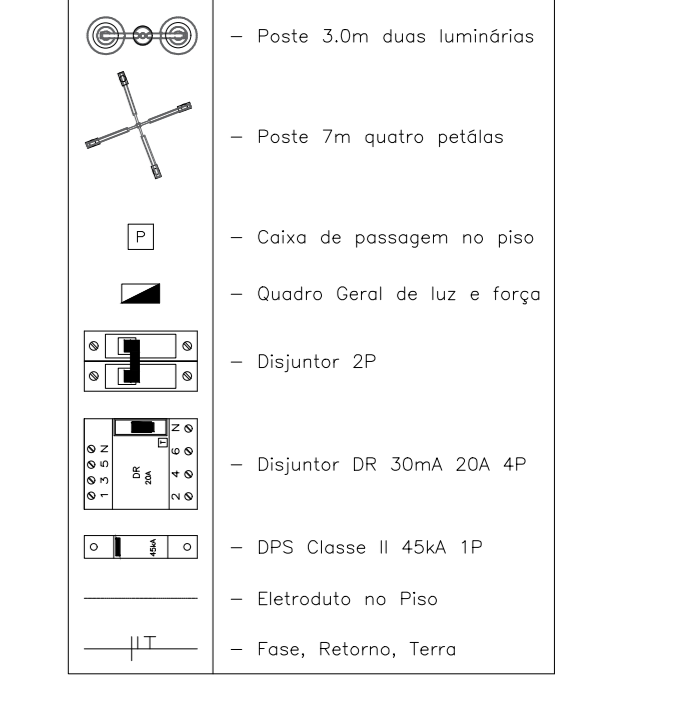 – Poste 3.0m duas luminárias
– Poste 7m quatro petálas
P
– Caixa de passagem no piso
– Quadro Geral de luz e força
– Disjuntor 2P
1 3 5 N
DR
20A
T
2 4 6 N
– Disjuntor DR 30mA 20A 4P
45kA
– DPS Classe II 45kA 1P
– Eletroduto no Piso
– Fase, Retorno, Terra